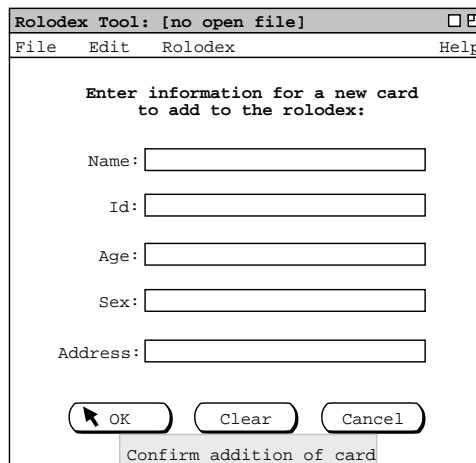 Rolodex Tool: [no open file]
File Edit Rolodex Help
Enter information for a new card
to add to the rolodex:
Name:
Id:
Age:
Sex:
Address:
OK Clear Cancel
Confirm addition of card